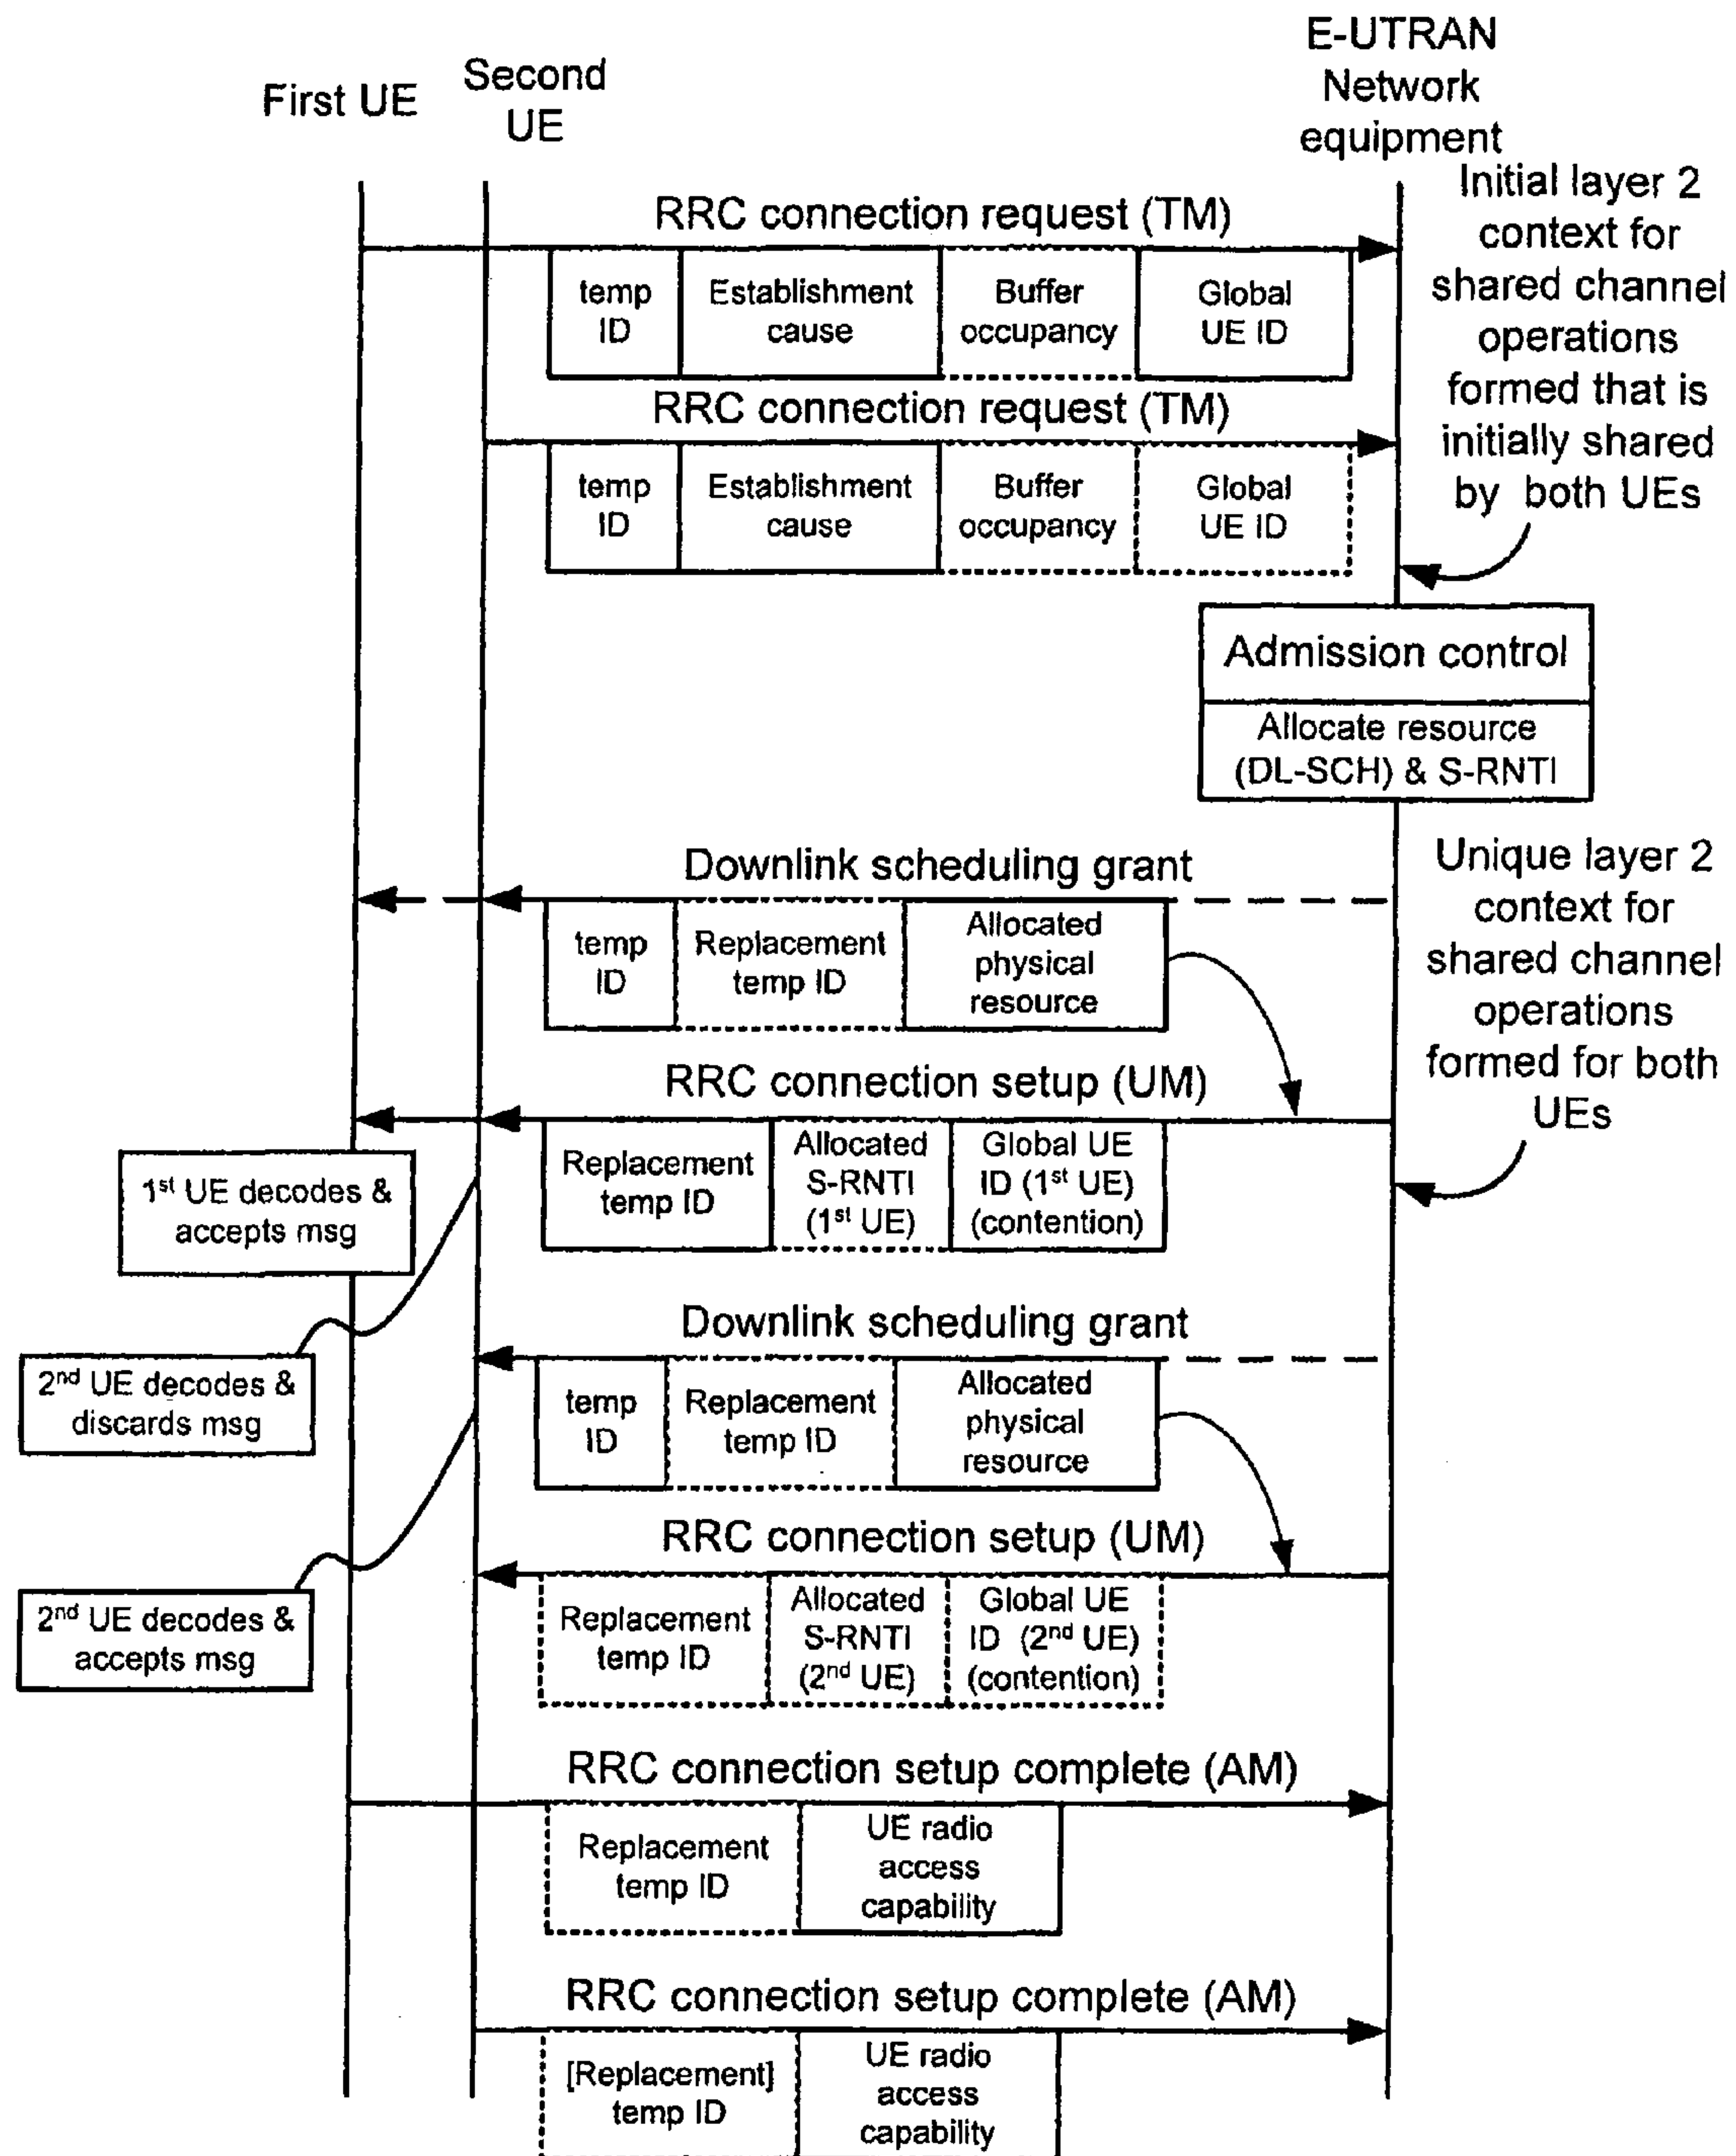 First UE
Second
UE
E-UTRAN
Network
equipment
RRC connection request (TM)
temp
ID
Establishment
cause
Buffer
occupancy
Global
UE ID
Initial layer 2
context for
shared channel
operations
formed that is
initially shared
by both UEs
RRC connection request (TM)
temp
ID
Establishment
cause
Buffer
occupancy
Global
UE ID
Admission control
Allocate resource
(DL-SCH) & S-RNTI
Downlink scheduling grant
temp
ID
Replacement
temp ID
Allocated
physical
resource
Unique layer 2
context for
shared channel
operations
formed for both
UEs
RRC connection setup (UM)
Replacement
temp ID
Allocated
S-RNTI
(1st UE)
Global UE
ID (1st UE)
(contention)
1st UE decodes &
accepts msg
2nd UE decodes &
discards msg
Downlink scheduling grant
temp
ID
Replacement
temp ID
Allocated
physical
resource
RRC connection setup (UM)
Replacement
temp ID
Allocated
S-RNTI
(2nd UE)
Global UE
ID (2nd UE)
(contention)
2nd UE decodes &
accepts msg
RRC connection setup complete (AM)
Replacement
temp ID
UE radio
access
capability
RRC connection setup complete (AM)
[Replacement]
temp ID
UE radio
access
capability